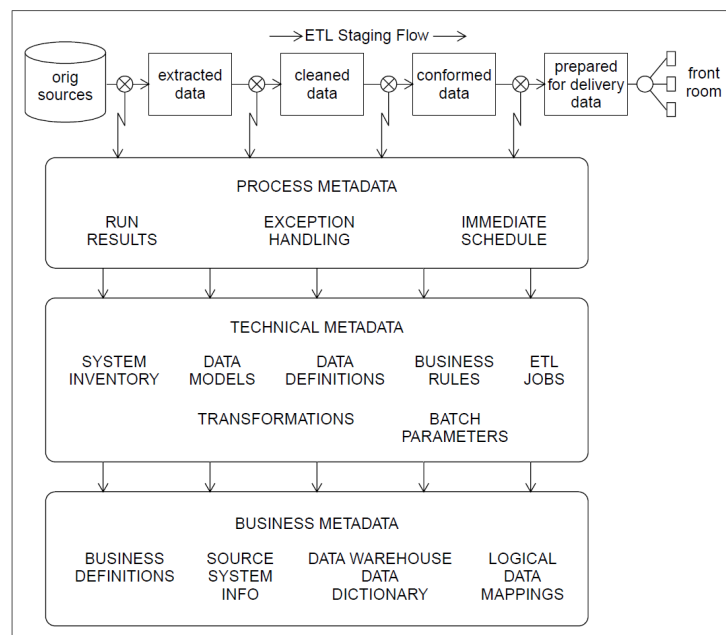 ETL Staging Flow
orig
sources
extracted
data
cleaned
data
conformed
data
prepared
for delivery
data
front
room
PROCESS METADATA
RUN
RESULTS
EXCEPTION
HANDLING
IMMEDIATE
SCHEDULE
TECHNICAL METADATA
SYSTEM
INVENTORY
DATA
MODELS
DATA
DEFINITIONS
BUSINESS
RULES
ETL
JOBS
TRANSFORMATIONS
BATCH
PARAMETERS
BUSINESS METADATA
BUSINESS
DEFINITIONS
SOURCE
SYSTEM
INFO
DATA WAREHOUSE
DATA
DICTIONARY
LOGICAL
DATA
MAPPINGS